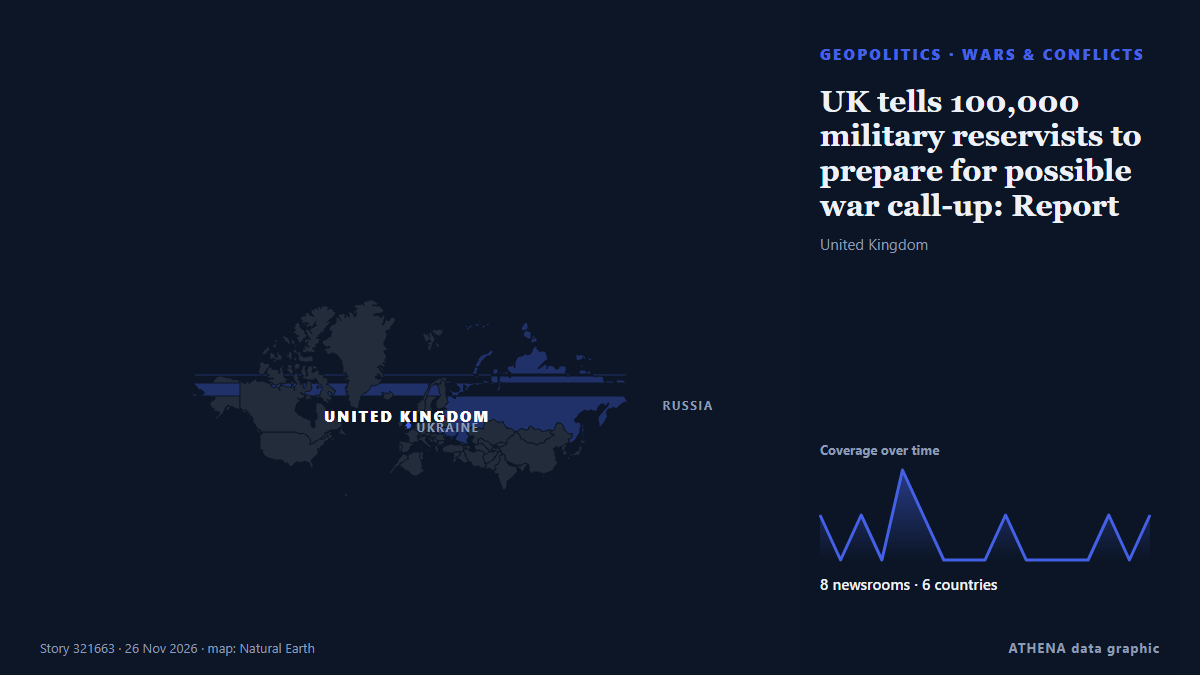 GEOPOLITICS · WARS & CONFLICTS
UK tells 100,000
military reservists to
prepare for possible
war call-up: Report
United Kingdom
RUSSIA
UNITED KINGDOM
UKRAINE
Coverage over time
8 newsrooms · 6 countries
Story 321663 · 26 Nov 2026 · map: Natural Earth
ATHENA data graphic